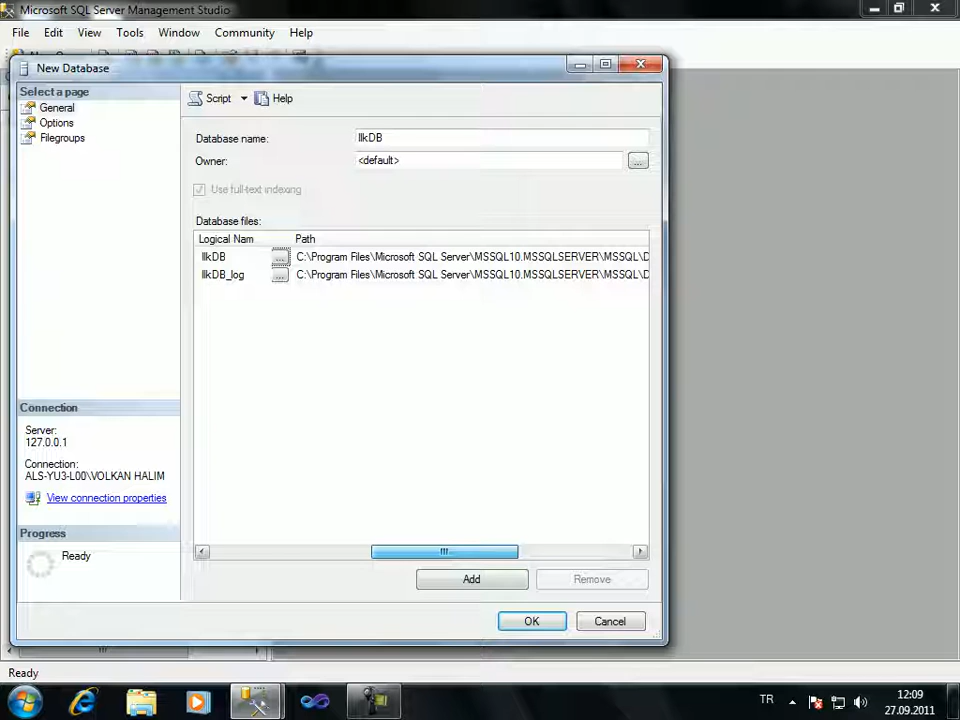 Microsoft SQL Server Management Studio
File Edit View Tools Window Community Help
New Database
Select a page
General
Options
Filegroups
Script Help
Database name: IlkDB
Owner: <default>
...
Use full-text indexing
Database files:
Logical Nam Path
IlkDB ... C:\Program Files\Microsoft SQL Server\MSSQL10.MSSQLSERVER\MSSQL\D
IlkDB_log ... C:\Program Files\Microsoft SQL Server\MSSQL10.MSSQLSERVER\MSSQL\D
Connection
Server:
127.0.0.1
Connection:
ALS-YU3-L00\VOLKAN HALIM
View connection properties
Progress
Ready
Add Remove
OK Cancel
Ready
TR
12:09
27.09.2011